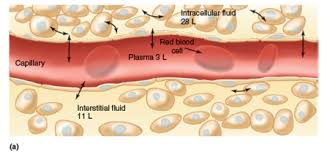 Intracellular fluid
28 L
Red blood
cell
Capillary
Plasma 3 L
Interstitial fluid
11 L
(a)